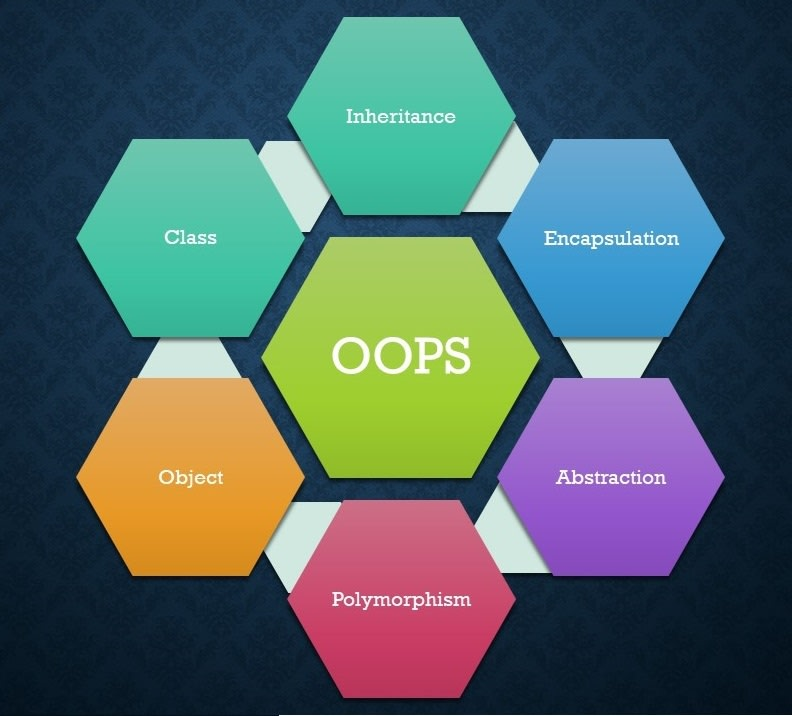 Inheritance
Class
Encapsulation
OOPS
Object
Abstraction
Polymorphism